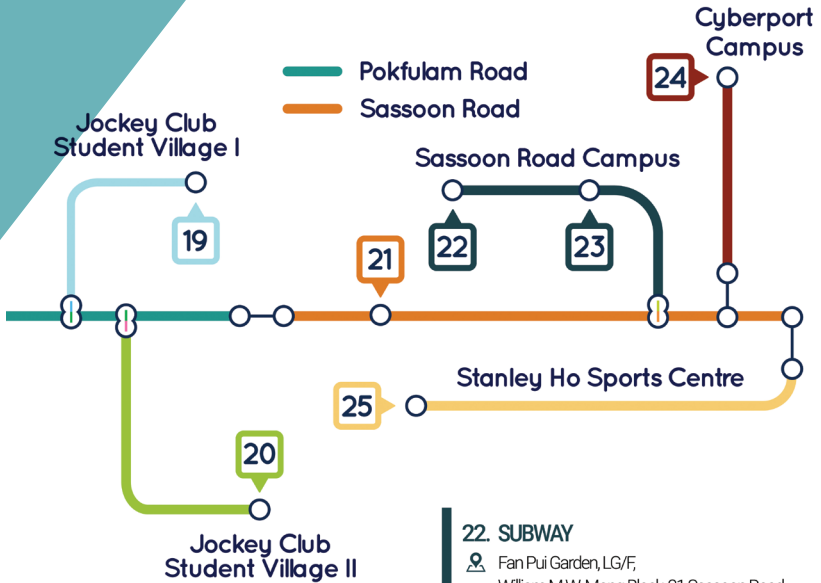 Cyberport
Campus
24
Pokfulam Road
Sassoon Road
Jockey Club
Student Village I
Sassoon Road Campus
19
21
22
23
Stanley Ho Sports Centre
25
20
Jockey Club
Student Village II
22. SUBWAY
Fan Pui Garden, LG/F,